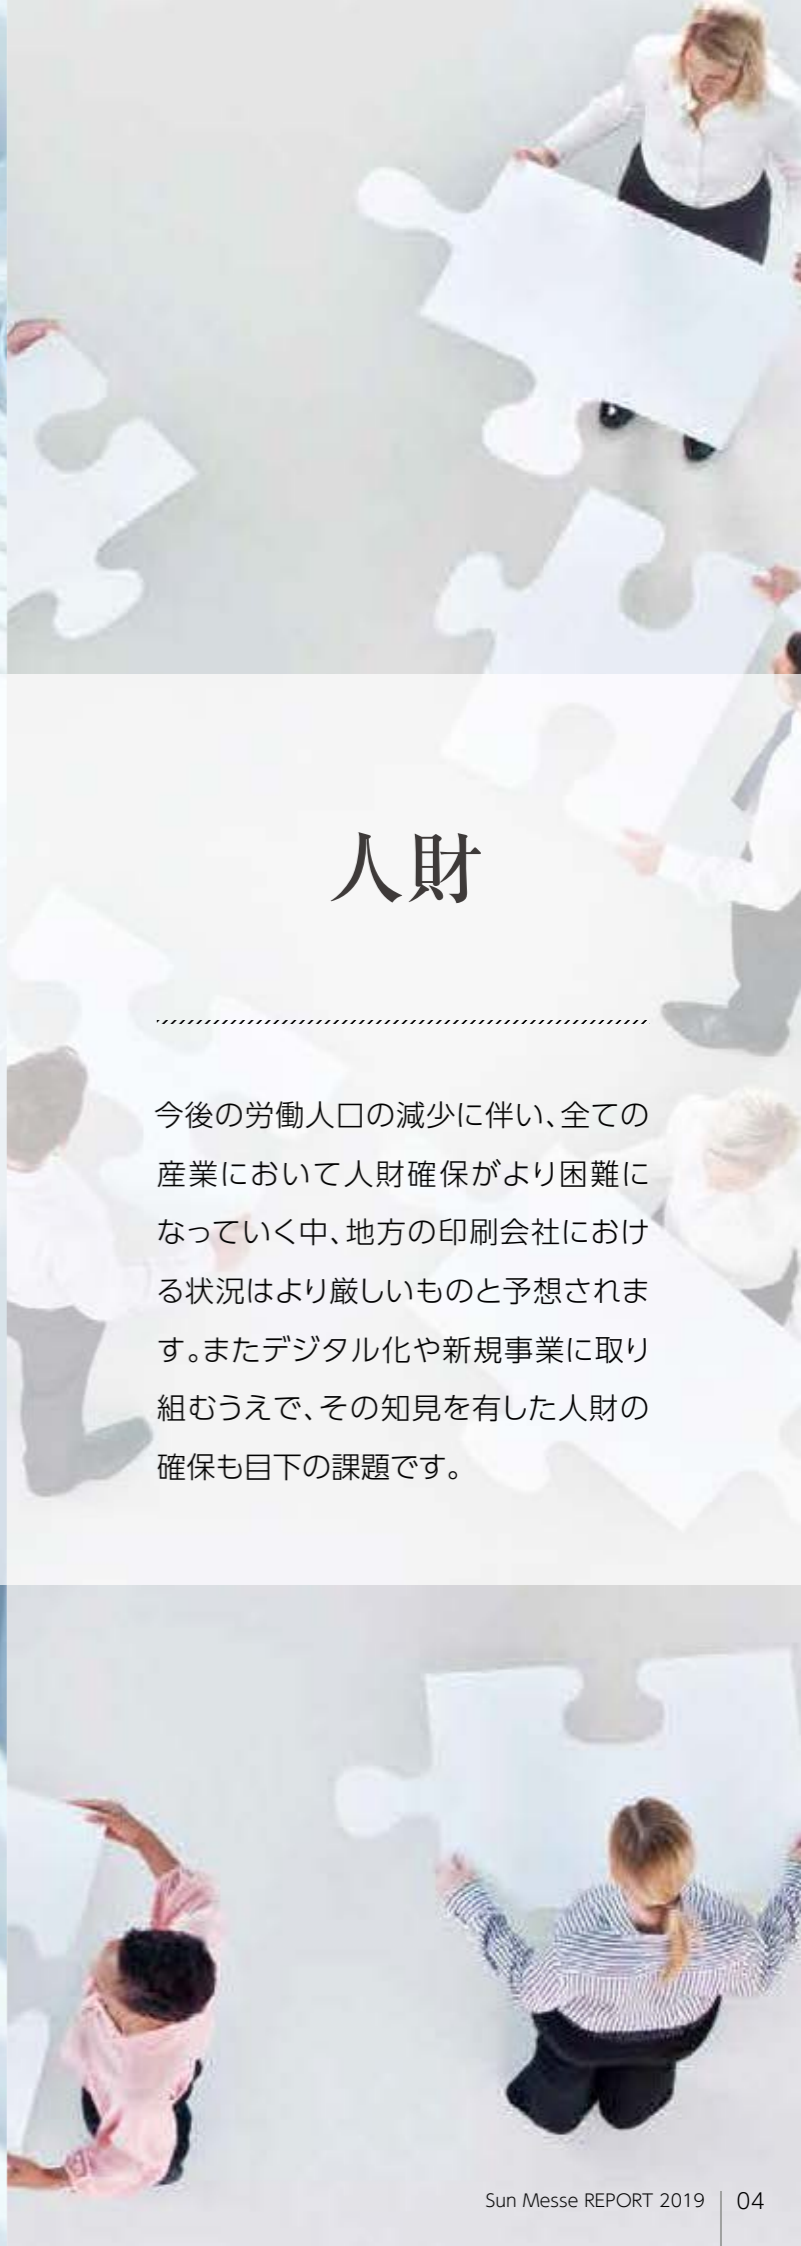 人財
今後の労働人口の減少に伴い、全ての
産業において人財確保がより困難に
なっていく中、地方の印刷会社におけ
る状況はより厳しいものと予想されま
す。またデジタル化や新規事業に取り
組むうえで、その知見を有した人財の
確保も目下の課題です。
Sun Messe REPORT 2019 04